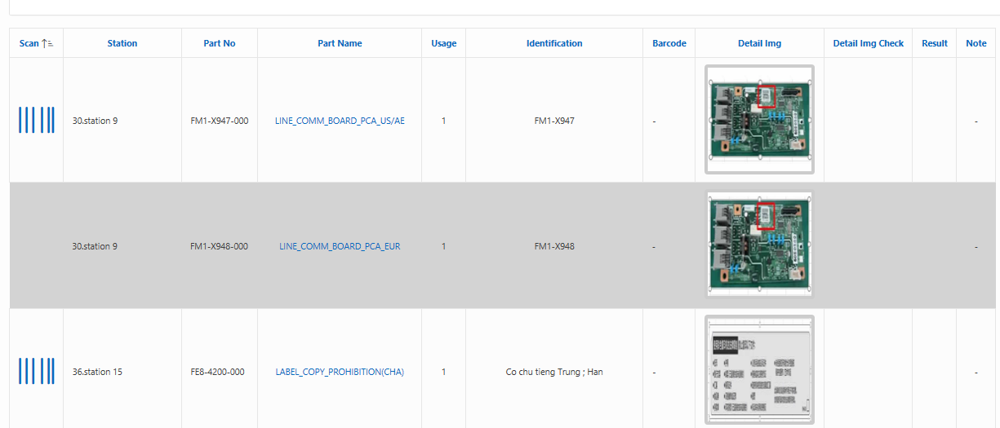 Scan Station Part No Part Name Usage Identification Barcode Detail Img Detail Img Check Result Note
30.station 9 FM1-X947-000 LINE_COMM_BOARD_PCA_US/AE 1 FM1-X947 - -
30.station 9 FM1-X948-000 LINE_COMM_BOARD_PCA_EUR 1 FM1-X948 - -
36.station 15 FE8-4200-000 LABEL_COPY_PROHIBITION(CHA) 1 Co chu tieng Trung ; Han - -